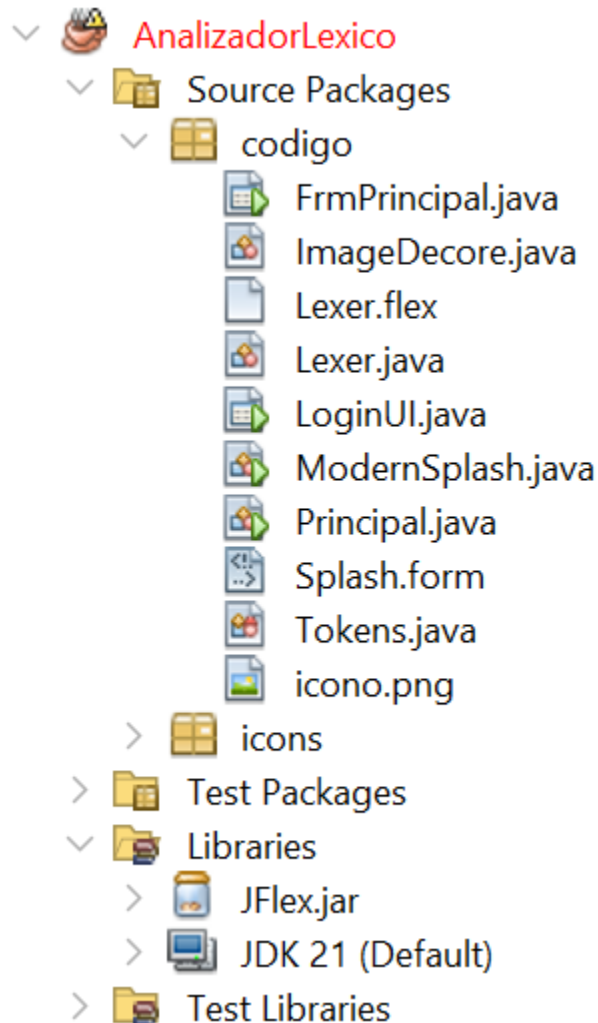 AnalizadorLexico
Source Packages
codigo
FrmPrincipal.java
ImageDecore.java
Lexer.flex
Lexer.java
LoginUI.java
ModernSplash.java
Principal.java
Splash.form
Tokens.java
icono.png
icons
Test Packages
Libraries
JFlex.jar
JDK 21 (Default)
Test Libraries